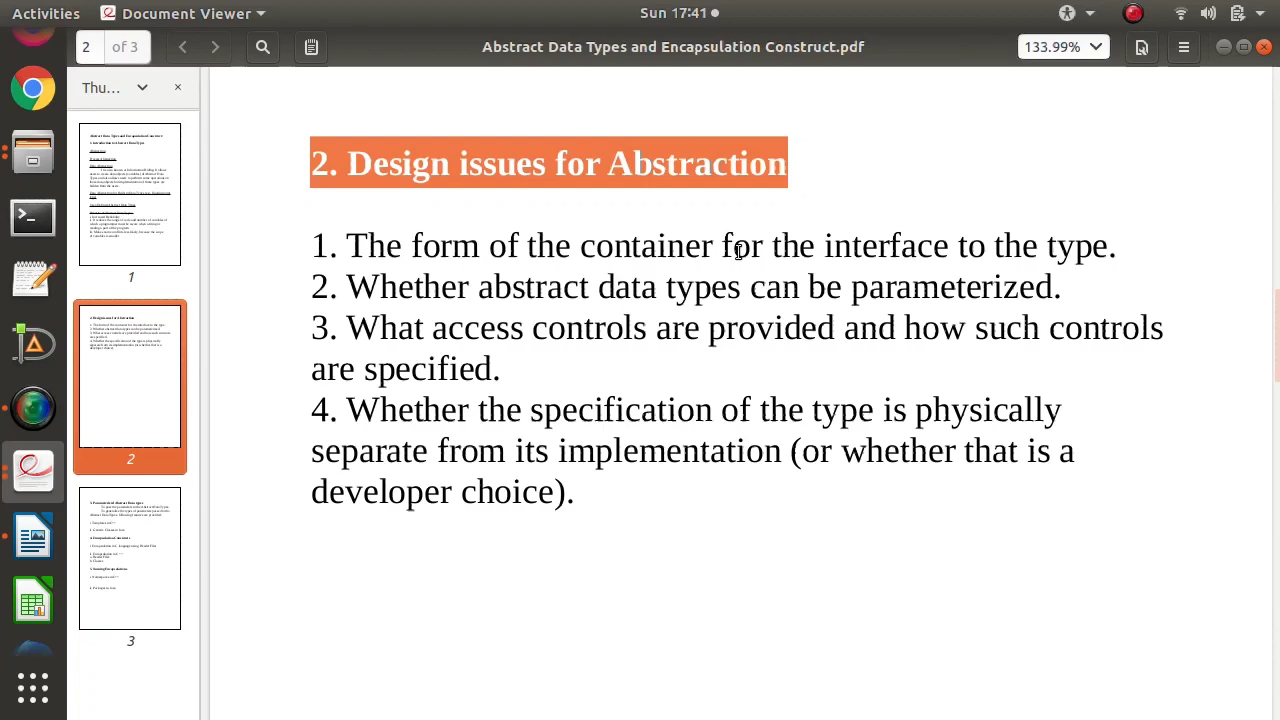 Activities
Document Viewer
Sun 17:41
2
of 3
Abstract Data Types and Encapsulation Construct.pdf
133.99%
Thu...
1
2
3
2. Design issues for Abstraction
1. The form of the container for the interface to the type.
2. Whether abstract data types can be parameterized.
3. What access controls are provided and how such controls
are specified.
4. Whether the specification of the type is physically
separate from its implementation (or whether that is a
developer choice).